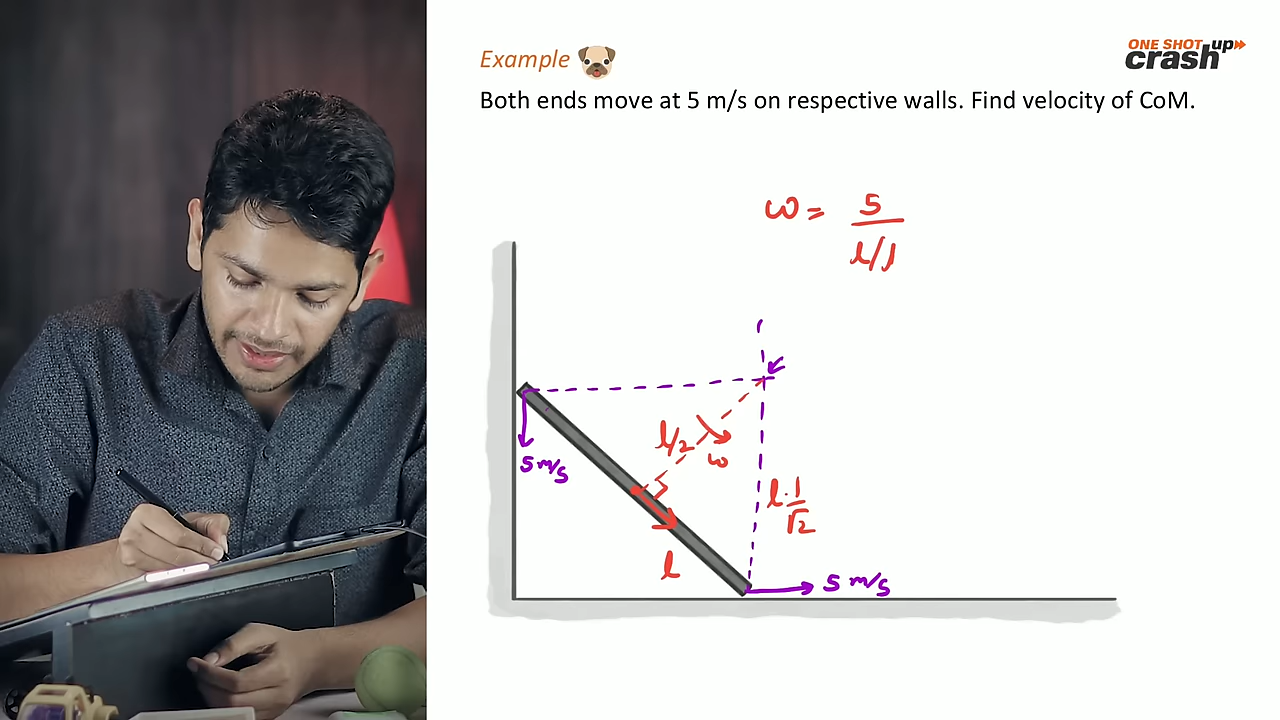 Example
ONE SHOT
crash up
Both ends move at 5 m/s on respective walls. Find velocity of CoM.
ω = 5
l/
5 m/s
l/2
ω
l·1/√2
l
5 m/s